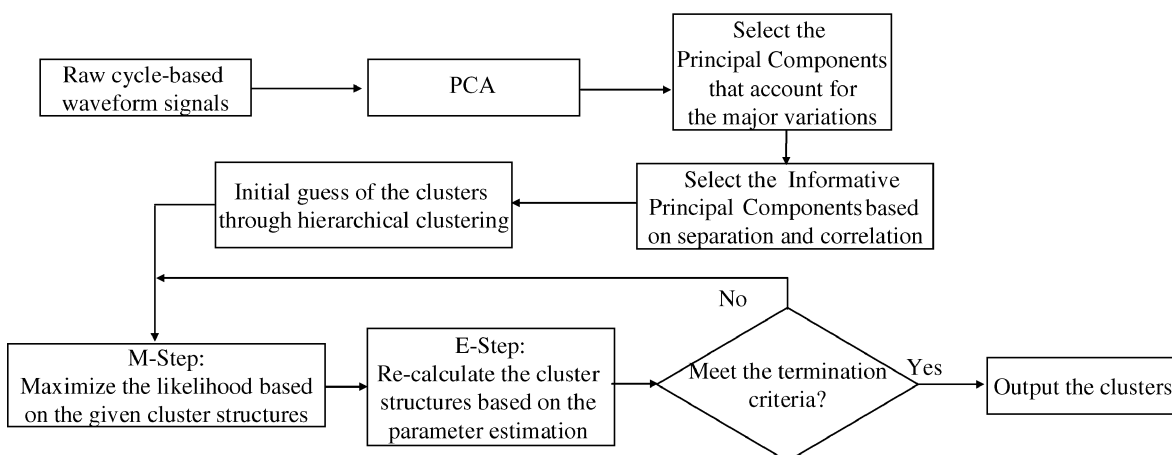 Raw cycle-based
waveform signals
PCA
Select the
Principal Components
that account for
the major variations
Select the Informative
Principal Components based
on separation and correlation
Initial guess of the clusters
through hierarchical clustering
No
M-Step:
Maximize the likelihood based
on the given cluster structures
E-Step:
Re-calculate the cluster
structures based on the
parameter estimation
Meet the termination
criteria?
Yes
Output the clusters